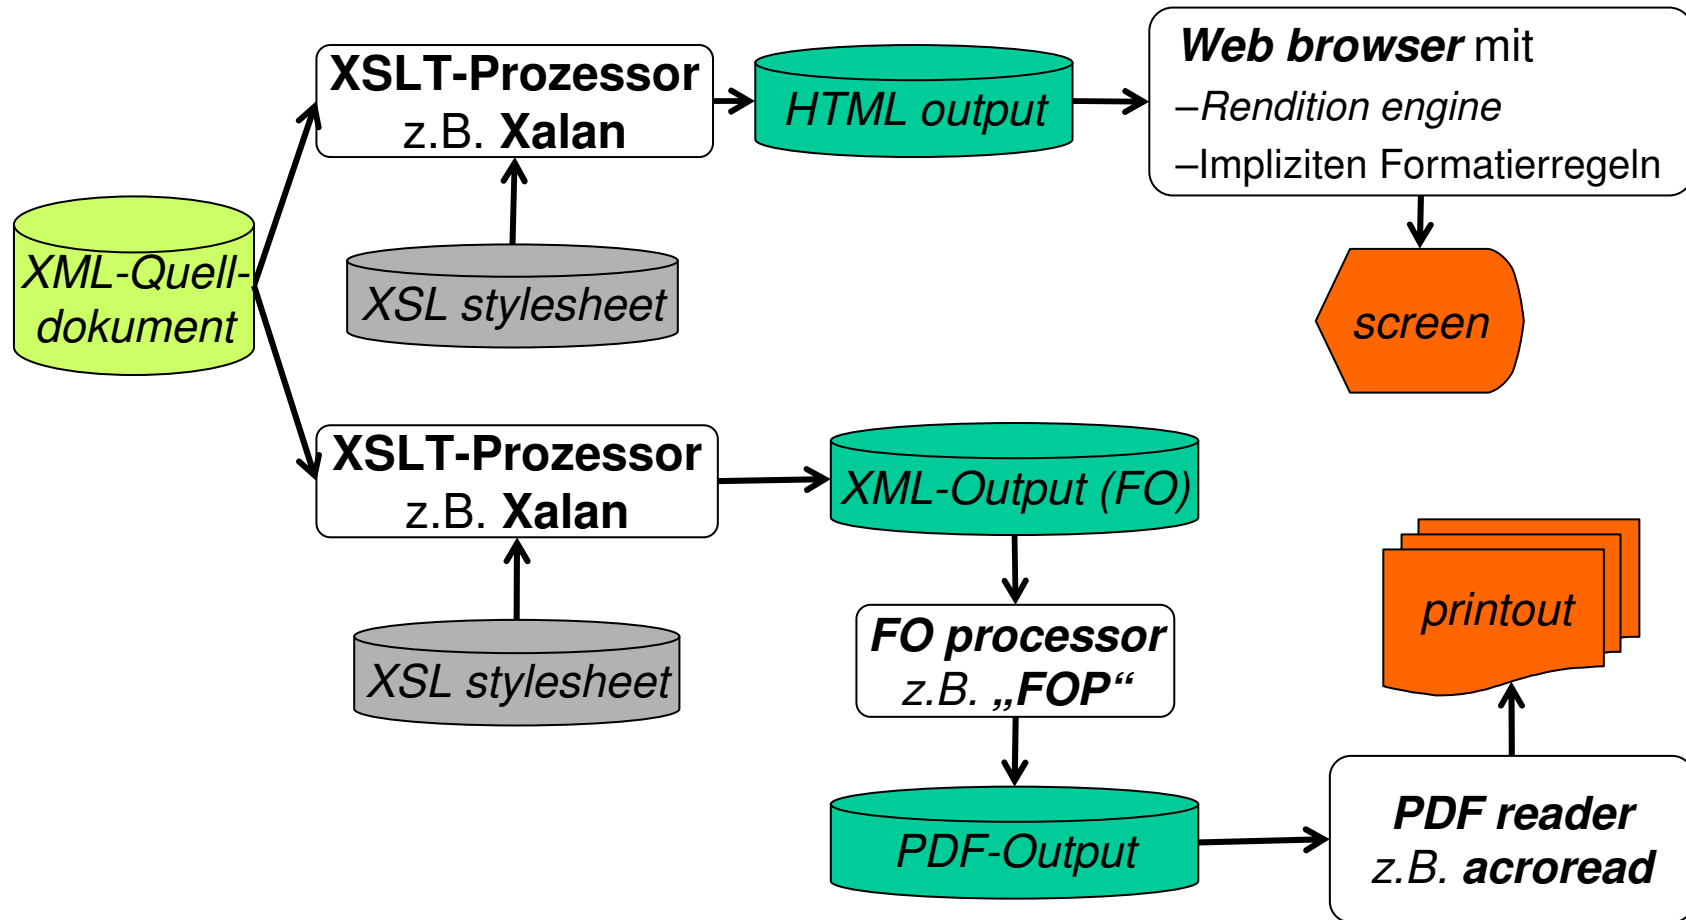 XSLT-Prozessor
z.B. Xalan
HTML output
Web browser mit
–Rendition engine
–Impliziten Formatierregeln
XML-Quell-
dokument
XSL stylesheet
screen
XSLT-Prozessor
z.B. Xalan
XML-Output (FO)
XSL stylesheet
FO processor
z.B. „FOP“
printout
PDF-Output
PDF reader
z.B. acroread